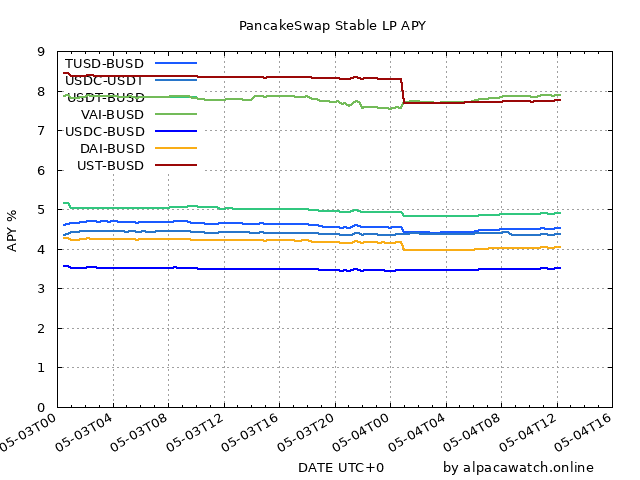 PancakeSwap Stable LP APY
APY %
9
8
7
6
5
4
3
2
1
0
TUSD-BUSD
USDC-USDT
USDT-BUSD
VAI-BUSD
USDC-BUSD
DAI-BUSD
UST-BUSD
05-03T00
05-03T04
05-03T08
05-03T12
05-03T16
05-03T20
05-04T00
05-04T04
05-04T08
05-04T12
05-04T16
DATE UTC+0
by alpacawatch.online